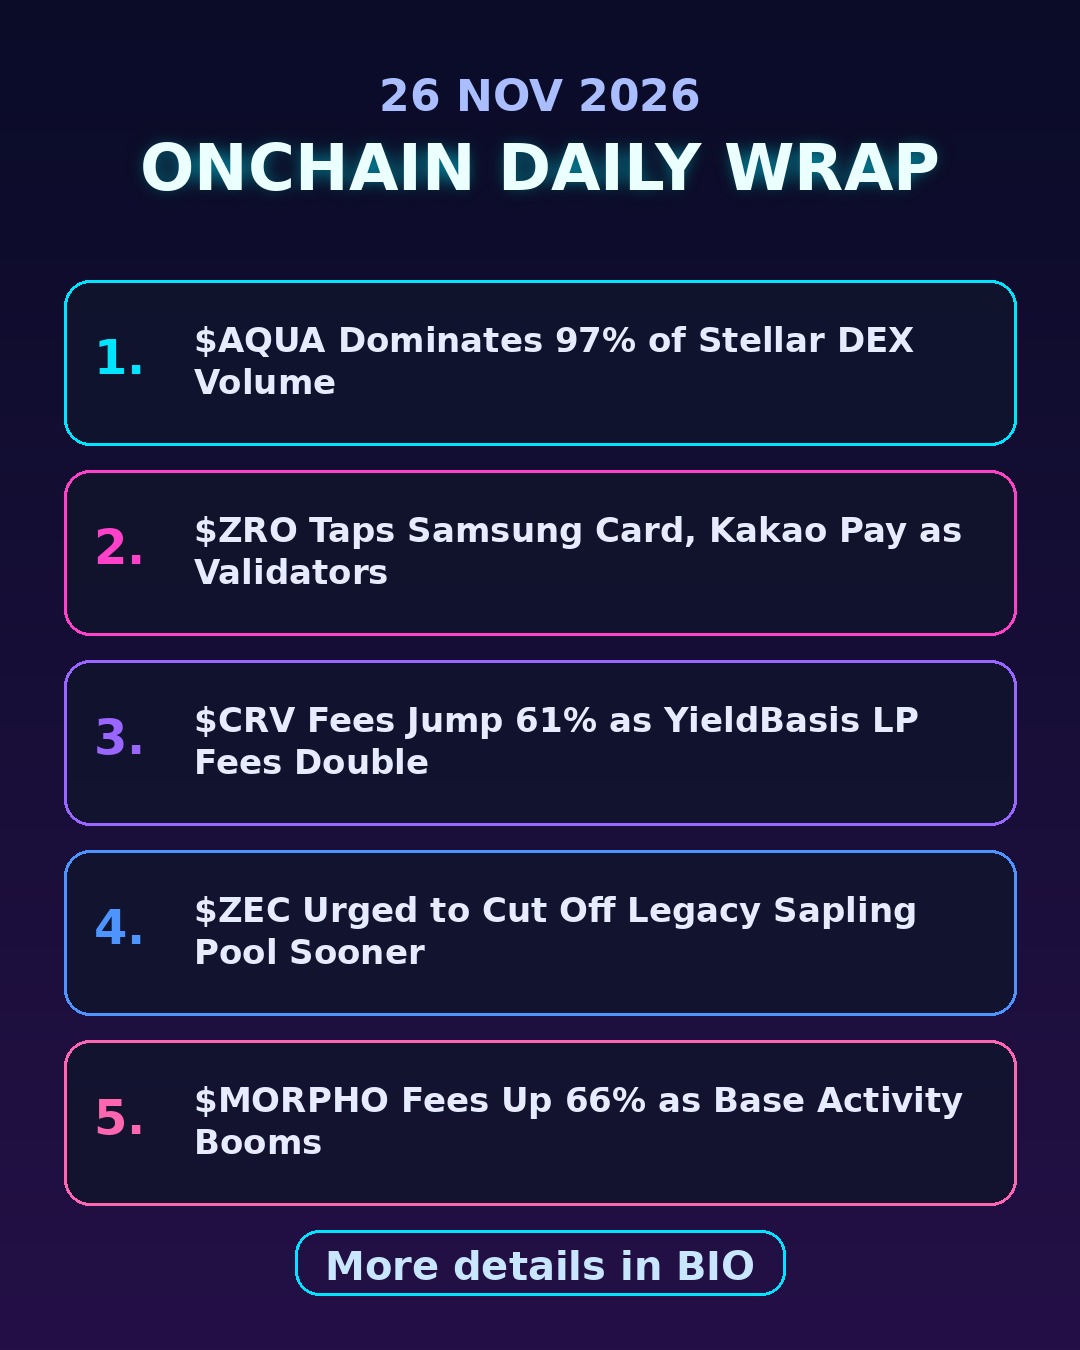 26 NOV 2026
ONCHAIN DAILY WRAP
1.
$AQUA Dominates 97% of Stellar DEX
Volume
2.
$ZRO Taps Samsung Card, Kakao Pay as
Validators
3.
$CRV Fees Jump 61% as YieldBasis LP
Fees Double
4.
$ZEC Urged to Cut Off Legacy Sapling
Pool Sooner
5.
$MORPHO Fees Up 66% as Base Activity
Booms
More details in BIO